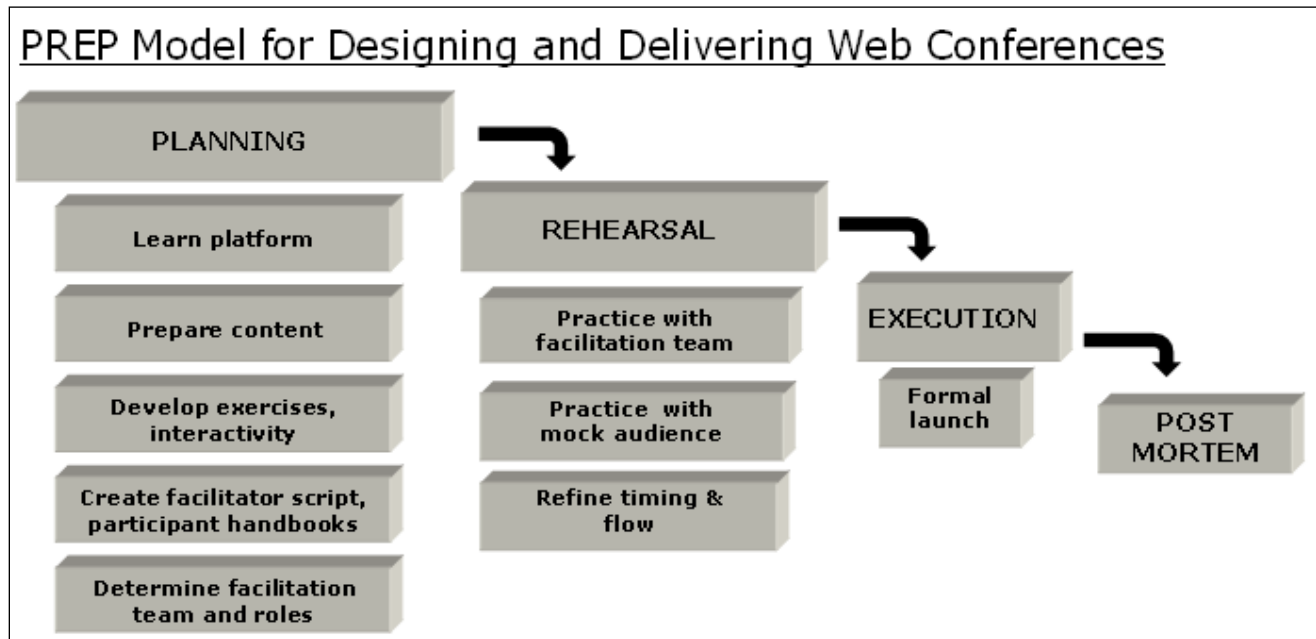 PREP Model for Designing and Delivering Web Conferences
PLANNING
Learn platform
Prepare content
Develop exercises,
interactivity
Create facilitator script,
participant handbooks
Determine facilitation
team and roles
REHEARSAL
Practice with
facilitation team
Practice with
mock audience
Refine timing &
flow
EXECUTION
Formal
launch
POST
MORTEM